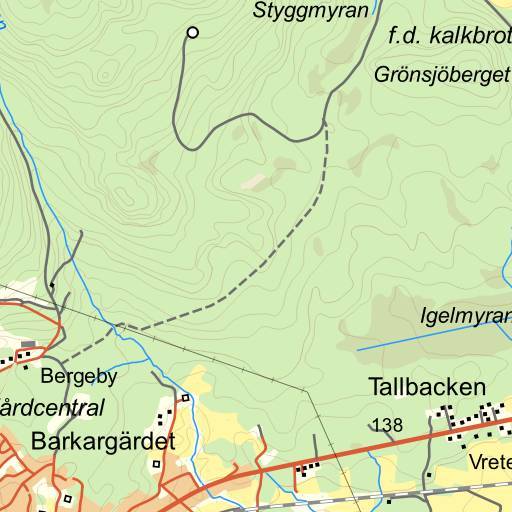 Styggmyran
f.d. kalkbrot
Grönsjöberget
Igelmyran
Bergeby
Tallbacken
årdcentral
138
Barkargärdet
Vrete